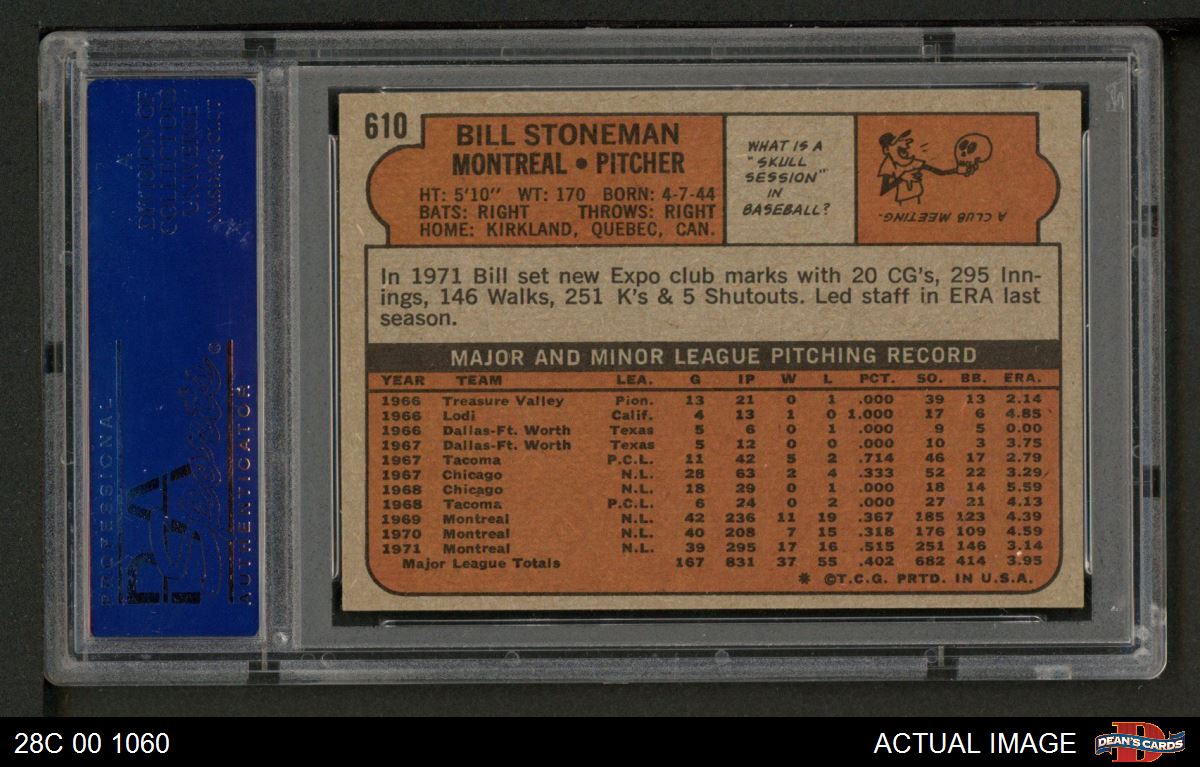 610
BILL STONEMAN
MONTREAL • PITCHER
HT: 5'10" WT: 170 BORN: 4-7-44
BATS: RIGHT THROWS: RIGHT
HOME: KIRKLAND, QUEBEC, CAN.
WHAT IS A
"SKULL
SESSION"
IN
BASEBALL?
A CLUB MEETING.
In 1971 Bill set new Expo club marks with 20 CG's, 295 Inn-
ings, 146 Walks, 251 K's & 5 Shutouts. Led staff in ERA last
season.
MAJOR AND MINOR LEAGUE PITCHING RECORD
YEAR TEAM LEA. G IP W L PCT. SO. BB. ERA.
1966 Treasure Valley Pion. 13 21 0 1 .000 39 13 2.14
1966 Lodi Calif. 4 13 1 0 1.000 17 6 4.85
1966 Dallas-Ft. Worth Texas 5 6 0 1 .000 9 5 0.00
1967 Dallas-Ft. Worth Texas 5 12 0 0 .000 10 3 3.75
1967 Tacoma P.C.L. 11 42 5 2 .714 46 17 2.79
1967 Chicago N.L. 28 63 2 4 .333 52 22 3.29
1968 Chicago N.L. 18 29 0 1 .000 18 14 5.59
1968 Tacoma P.C.L. 6 24 0 2 .000 27 21 4.13
1969 Montreal N.L. 42 236 11 19 .367 185 123 4.39
1970 Montreal N.L. 40 208 7 15 .318 176 109 4.59
1971 Montreal N.L. 39 295 17 16 .515 251 146 3.14
Major League Totals 167 831 37 55 .402 682 414 3.95
* ©T.C.G. PRTD. IN U.S.A.
A
DIVISION OF
COLLECTORS
UNIVERSE
NASDAQ: CLCT
PROFESSIONAL
PSA
Sports
AUTHENTICATOR
28C 00 1060
ACTUAL IMAGE
DEAN'S CARDS